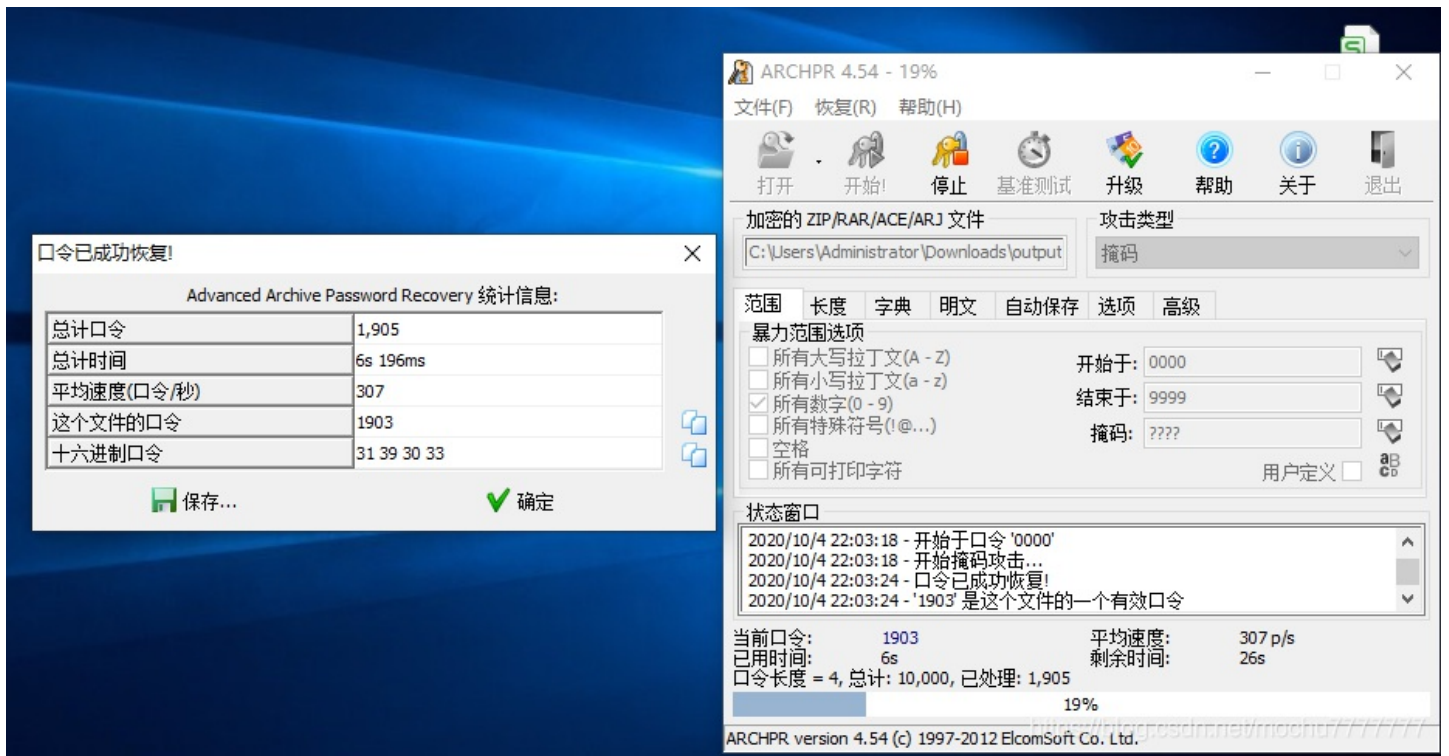 ARCHPR 4.54 - 19%
文件(F) 恢复(R) 帮助(H)
打开 开始! 停止 基准测试 升级 帮助 关于 退出
加密的 ZIP/RAR/ACE/ARJ 文件
C:\Users\Administrator\Downloads\output
攻击类型
掩码
范围 长度 字典 明文 自动保存 选项 高级
暴力范围选项
所有大写拉丁文(A - Z)
所有小写拉丁文(a - z)
所有数字(0 - 9)
所有特殊符号(!@...)
空格
所有可打印字符
开始于: 0000
结束于: 9999
掩码: ????
用户定义
状态窗口
2020/10/4 22:03:18 - 开始于口令 '0000'
2020/10/4 22:03:18 - 开始掩码攻击...
2020/10/4 22:03:24 - 口令已成功恢复!
2020/10/4 22:03:24 - '1903' 是这个文件的一个有效口令
当前口令: 1903 平均速度: 307 p/s
已用时间: 6s 剩余时间: 26s
口令长度 = 4, 总计: 10,000, 已处理: 1,905
19%
ARCHPR version 4.54 (c) 1997-2012 ElcomSoft Co. Ltd.
https://blog.csdn.net/mochu7777777
口令已成功恢复!
Advanced Archive Password Recovery 统计信息:
总计口令 1,905
总计时间 6s 196ms
平均速度(口令/秒) 307
这个文件的口令 1903
十六进制口令 31 39 30 33
保存... 确定